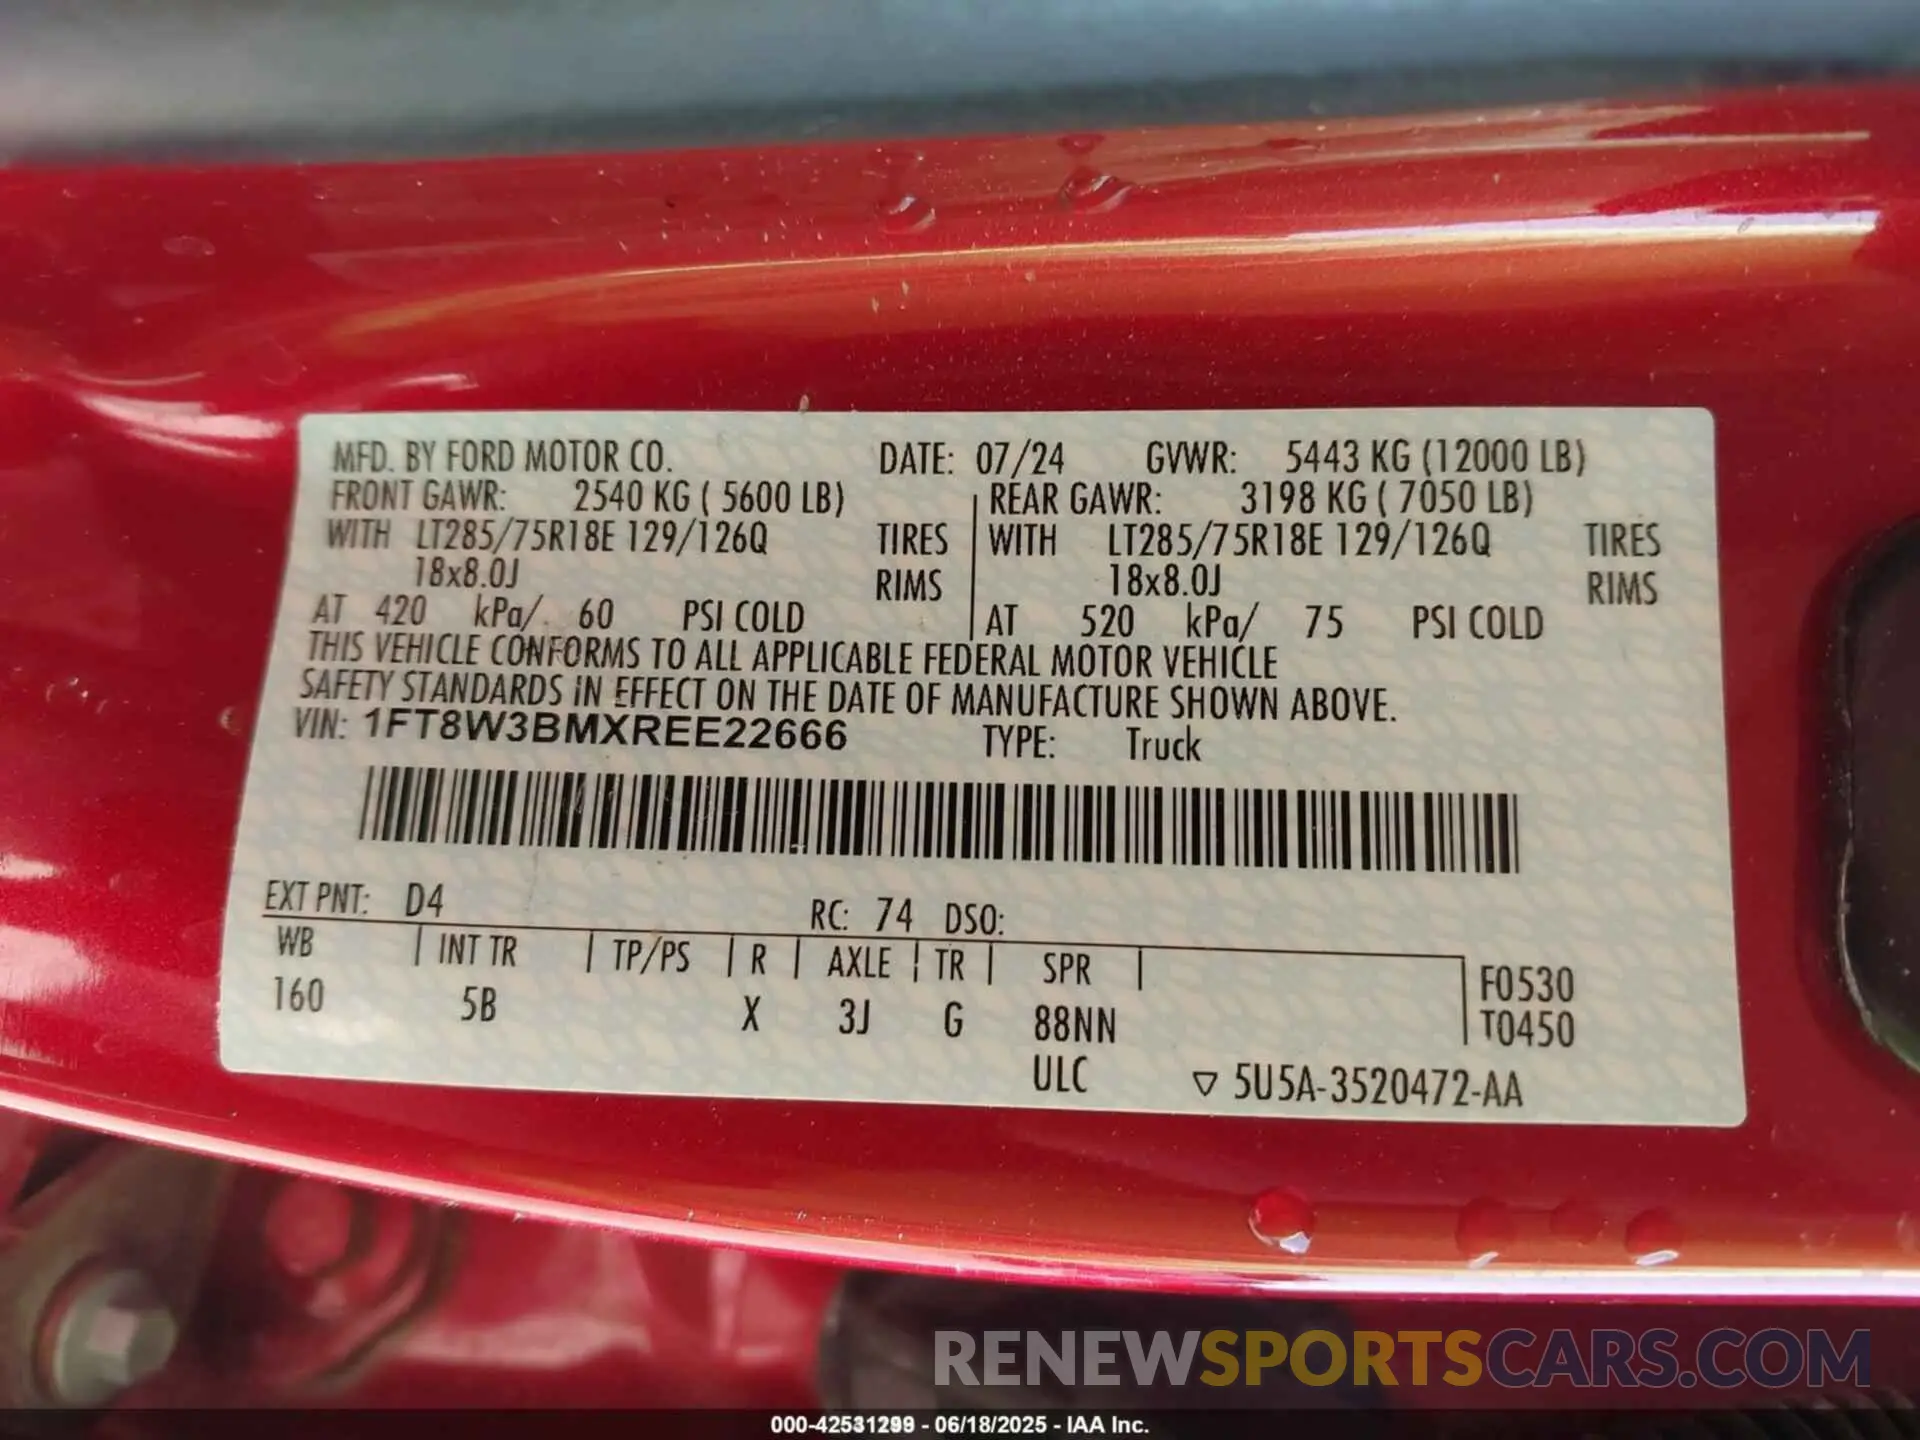 MFD. BY FORD MOTOR CO. DATE: 07/24 GVWR: 5443 KG (12000 LB)
FRONT GAWR: 2540 KG ( 5600 LB) REAR GAWR: 3198 KG ( 7050 LB)
WITH LT285/75R18E 129/126Q TIRES WITH LT285/75R18E 129/126Q TIRES
18x8.0J RIMS 18x8.0J RIMS
AT 420 kPa/ 60 PSI COLD AT 520 kPa/ 75 PSI COLD
THIS VEHICLE CONFORMS TO ALL APPLICABLE FEDERAL MOTOR VEHICLE
SAFETY STANDARDS IN EFFECT ON THE DATE OF MANUFACTURE SHOWN ABOVE.
VIN: 1FT8W3BMXREE22666 TYPE: Truck
EXT PNT: D4 RC: 74 DSO:
WB INT TR TP/PS R AXLE TR SPR F0530
160 5B X 3J G 88NN T0450
ULC ▽ 5U5A-3520472-AA
RENEWSPORTSCARS.COM
000-42531299 - 06/18/2025 - IAA Inc.